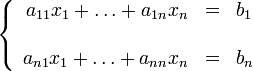 a₁₁x₁ + … + a₁ₙxₙ = b₁
aₙ₁x₁ + … + aₙₙxₙ = bₙ